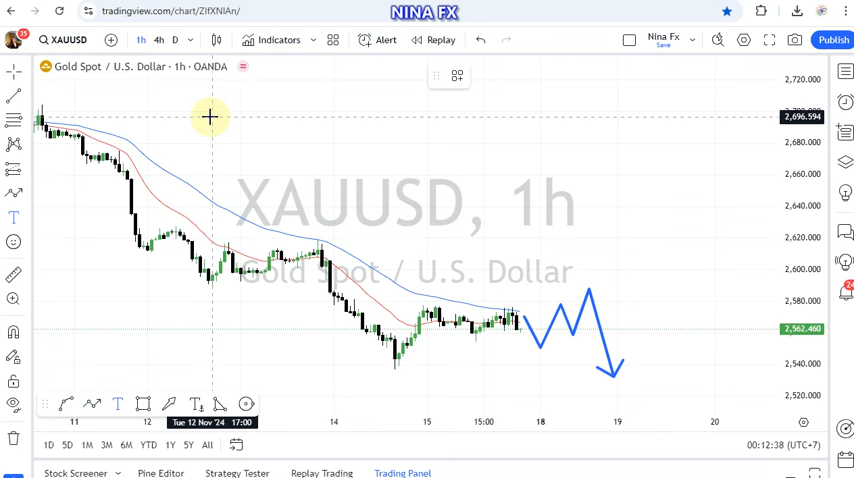 tradingview.com/chart/ZIfXNIAn/
NINA FX
35
XAUUSD
1h 4h D
Indicators
Alert
Replay
Nina Fx
Save
Publish
Gold Spot / U.S. Dollar · 1h · OANDA
2,720.000
2,696.594
2,680.000
2,660.000
2,640.000
2,620.000
2,600.000
2,580.000
2,562.460
2,540.000
2,520.000
XAUUSD, 1h
Gold Spot / U.S. Dollar
11 12 Tue 12 Nov '24 17:00 14 15 15:00 18 19 20
1D 5D 1M 3M 6M YTD 1Y 5Y All
00:12:38 (UTC+7)
Stock Screener Pine Editor Strategy Tester Replay Trading Trading Panel